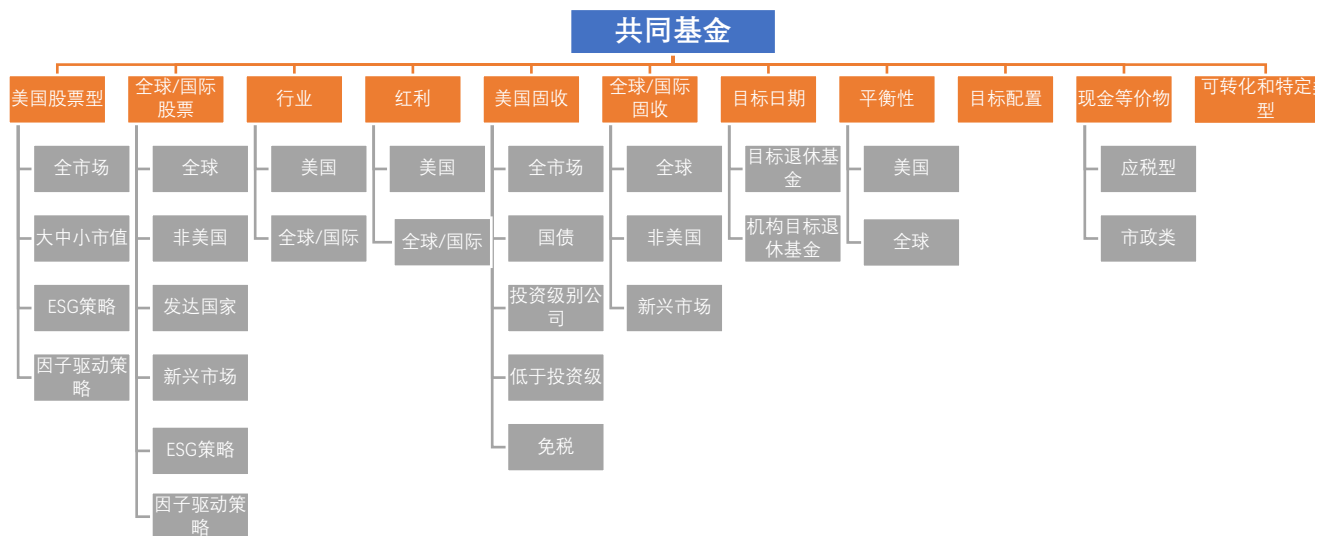 共同基金
美国股票型
全市场
大中小市值
ESG策略
因子驱动策
略
全球/国际
股票
全球
非美国
发达国家
新兴市场
ESG策略
因子驱动策
略
行业
美国
全球/国际
红利
美国
全球/国际
美国固收
全市场
国债
投资级别公
司
低于投资级
免税
全球/国际
固收
全球
非美国
新兴市场
目标日期
目标退休基
金
机构目标退
休基金
平衡性
美国
全球
目标配置
现金等价物
应税型
市政类
可转化和特定
型